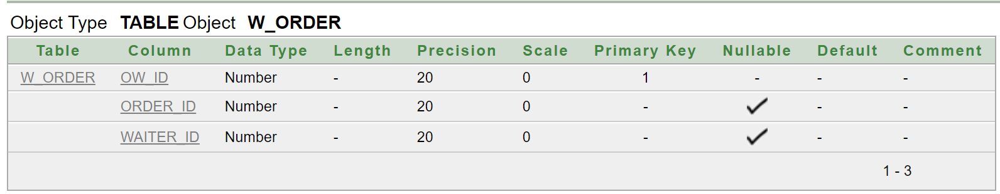 Object Type TABLE Object W_ORDER
Table Column Data Type Length Precision Scale Primary Key Nullable Default Comment
W_ORDER OW_ID Number - 20 0 1 - - -
ORDER_ID Number - 20 0 - ✓ - -
WAITER_ID Number - 20 0 - ✓ - -
1 - 3